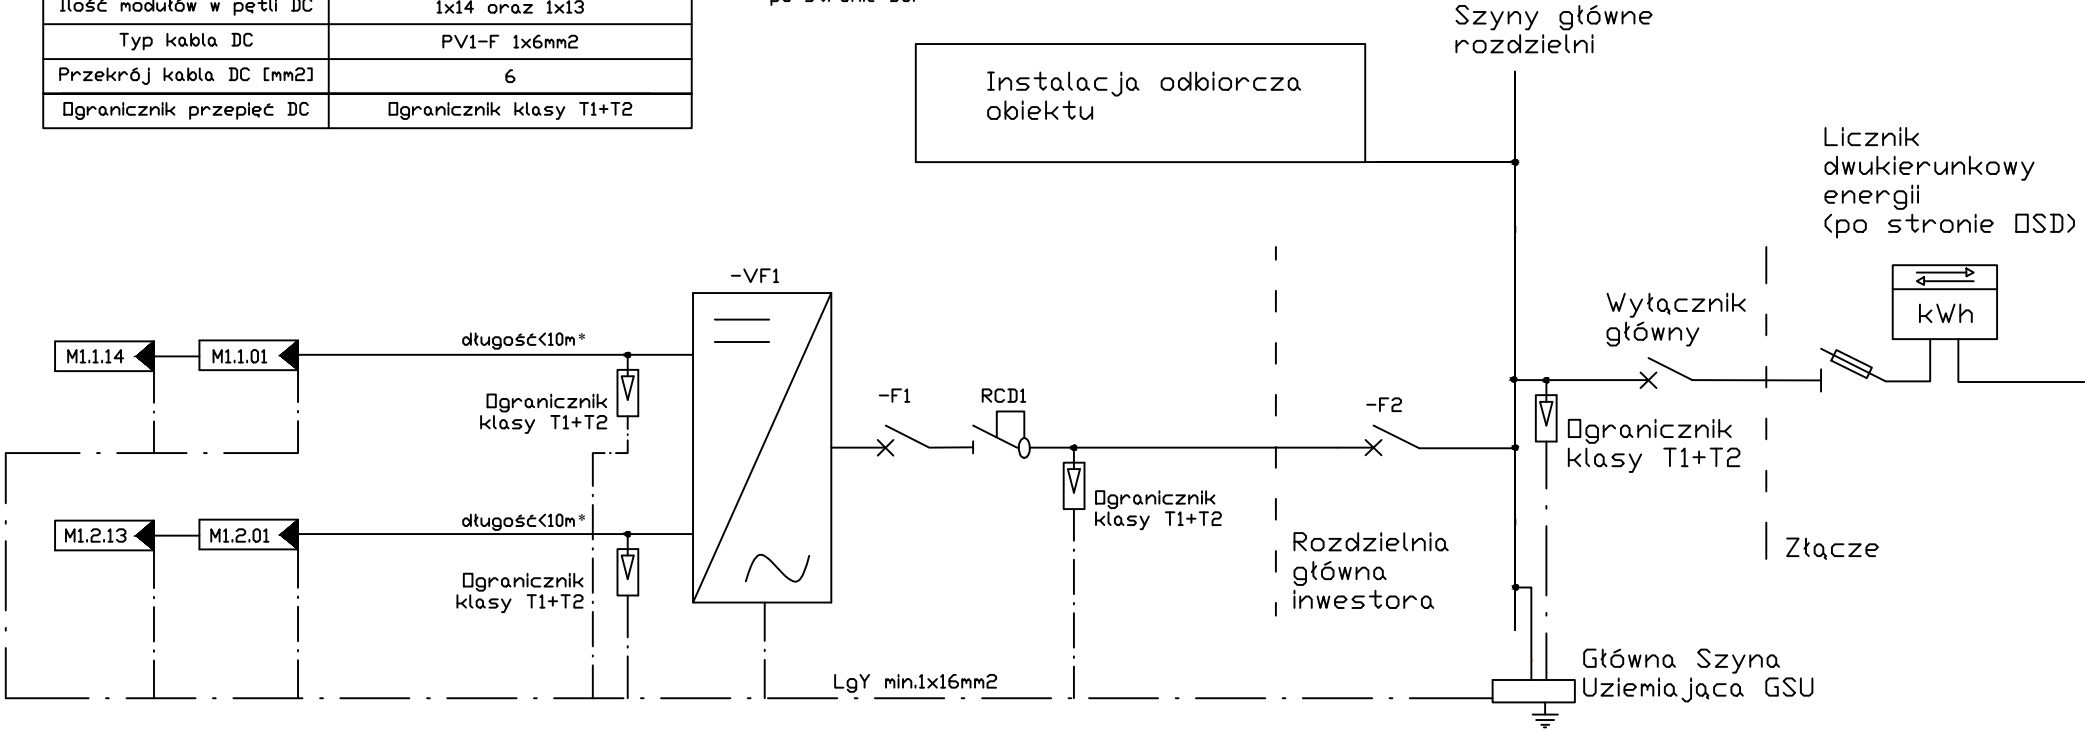 Ilość modułów w pętli DC 1x14 oraz 1x13
Typ kabla DC PV1-F 1x6mm2
Przekrój kabla DC [mm2] 6
Ogranicznik przepięć DC Ogranicznik klasy T1+T2
Szyny główne
rozdzielni
Instalacja odbiorcza
obiektu
Licznik
dwukierunkowy
energii
(po stronie OSD)
kWh
Wyłącznik
główny
-VF1
M1.1.14
M1.1.01
długość<10m*
Ogranicznik
klasy T1+T2
-F1
RCD1
-F2
Ogranicznik
klasy T1+T2
Ogranicznik
klasy T1+T2
M1.2.13
M1.2.01
długość<10m*
Ogranicznik
klasy T1+T2
Rozdzielnia
główna
inwestora
Złącze
LgY min.1x16mm2
Główna Szyna
Uziemiająca GSU